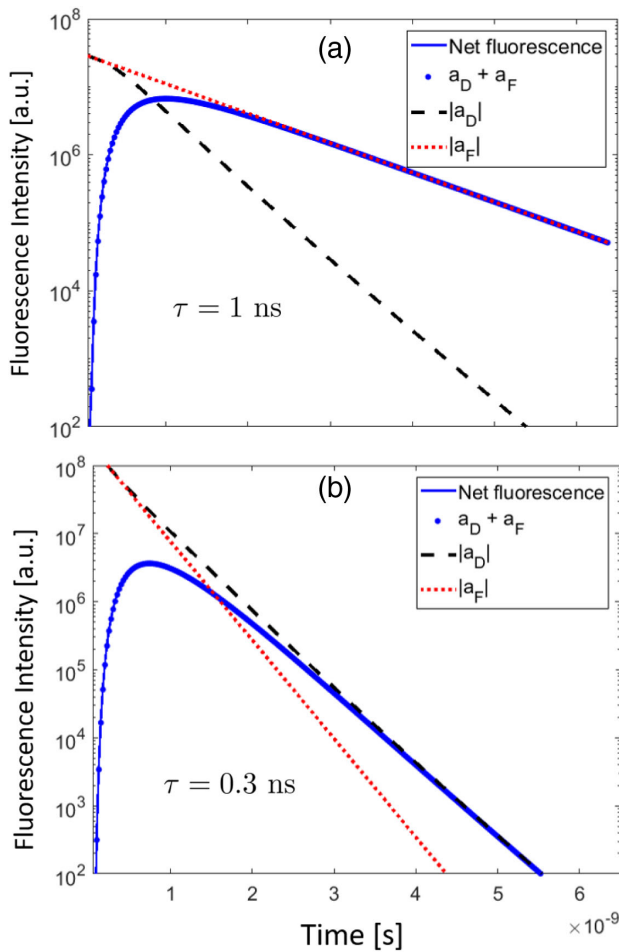 10^8
(a)
Net fluorescence
a_D + a_F
|a_D|
|a_F|
10^6
10^4
10^2
Fluorescence Intensity [a.u.]
τ = 1 ns
10^8
(b)
Net fluorescence
a_D + a_F
|a_D|
|a_F|
10^7
10^6
10^5
10^4
10^3
10^2
Fluorescence Intensity [a.u.]
τ = 0.3 ns
1 2 3 4 5 6
Time [s]
×10^-9